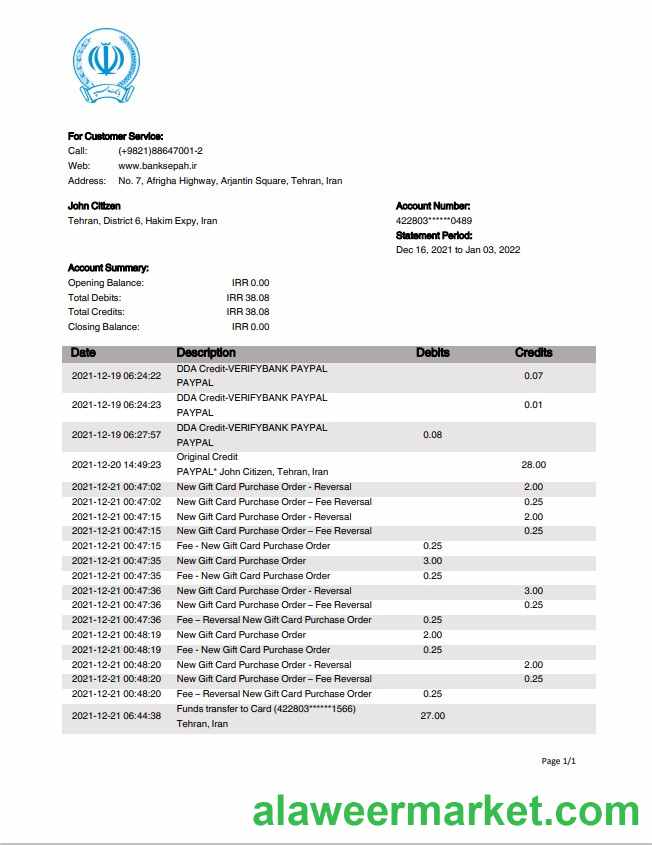 بانک سپه
For Customer Service:
Call: (+9821)88647001-2
Web: www.banksepah.ir
Address: No. 7, Afrigha Highway, Arjantin Square, Tehran, Iran
John Citizen
Tehran, District 6, Hakim Expy, Iran
Account Number:
422803******0489
Statement Period:
Dec 16, 2021 to Jan 03, 2022
Account Summary:
Opening Balance: IRR 0.00
Total Debits: IRR 38.08
Total Credits: IRR 38.08
Closing Balance: IRR 0.00
Date Description Debits Credits
2021-12-19 06:24:22 DDA Credit-VERIFYBANK PAYPAL 0.07
PAYPAL
2021-12-19 06:24:23 DDA Credit-VERIFYBANK PAYPAL 0.01
PAYPAL
2021-12-19 06:27:57 DDA Credit-VERIFYBANK PAYPAL 0.08
PAYPAL
2021-12-20 14:49:23 Original Credit 28.00
PAYPAL* John Citizen, Tehran, Iran
2021-12-21 00:47:02 New Gift Card Purchase Order - Reversal 2.00
2021-12-21 00:47:02 New Gift Card Purchase Order – Fee Reversal 0.25
2021-12-21 00:47:15 New Gift Card Purchase Order - Reversal 2.00
2021-12-21 00:47:15 New Gift Card Purchase Order – Fee Reversal 0.25
2021-12-21 00:47:15 Fee - New Gift Card Purchase Order 0.25
2021-12-21 00:47:35 New Gift Card Purchase Order 3.00
2021-12-21 00:47:35 Fee - New Gift Card Purchase Order 0.25
2021-12-21 00:47:36 New Gift Card Purchase Order - Reversal 3.00
2021-12-21 00:47:36 New Gift Card Purchase Order – Fee Reversal 0.25
2021-12-21 00:47:36 Fee – Reversal New Gift Card Purchase Order 0.25
2021-12-21 00:48:19 New Gift Card Purchase Order 2.00
2021-12-21 00:48:19 Fee - New Gift Card Purchase Order 0.25
2021-12-21 00:48:20 New Gift Card Purchase Order - Reversal 2.00
2021-12-21 00:48:20 New Gift Card Purchase Order – Fee Reversal 0.25
2021-12-21 00:48:20 Fee – Reversal New Gift Card Purchase Order 0.25
2021-12-21 06:44:38 Funds transfer to Card (422803******1566) 27.00
Tehran, Iran
Page 1/1
alaweermarket.com